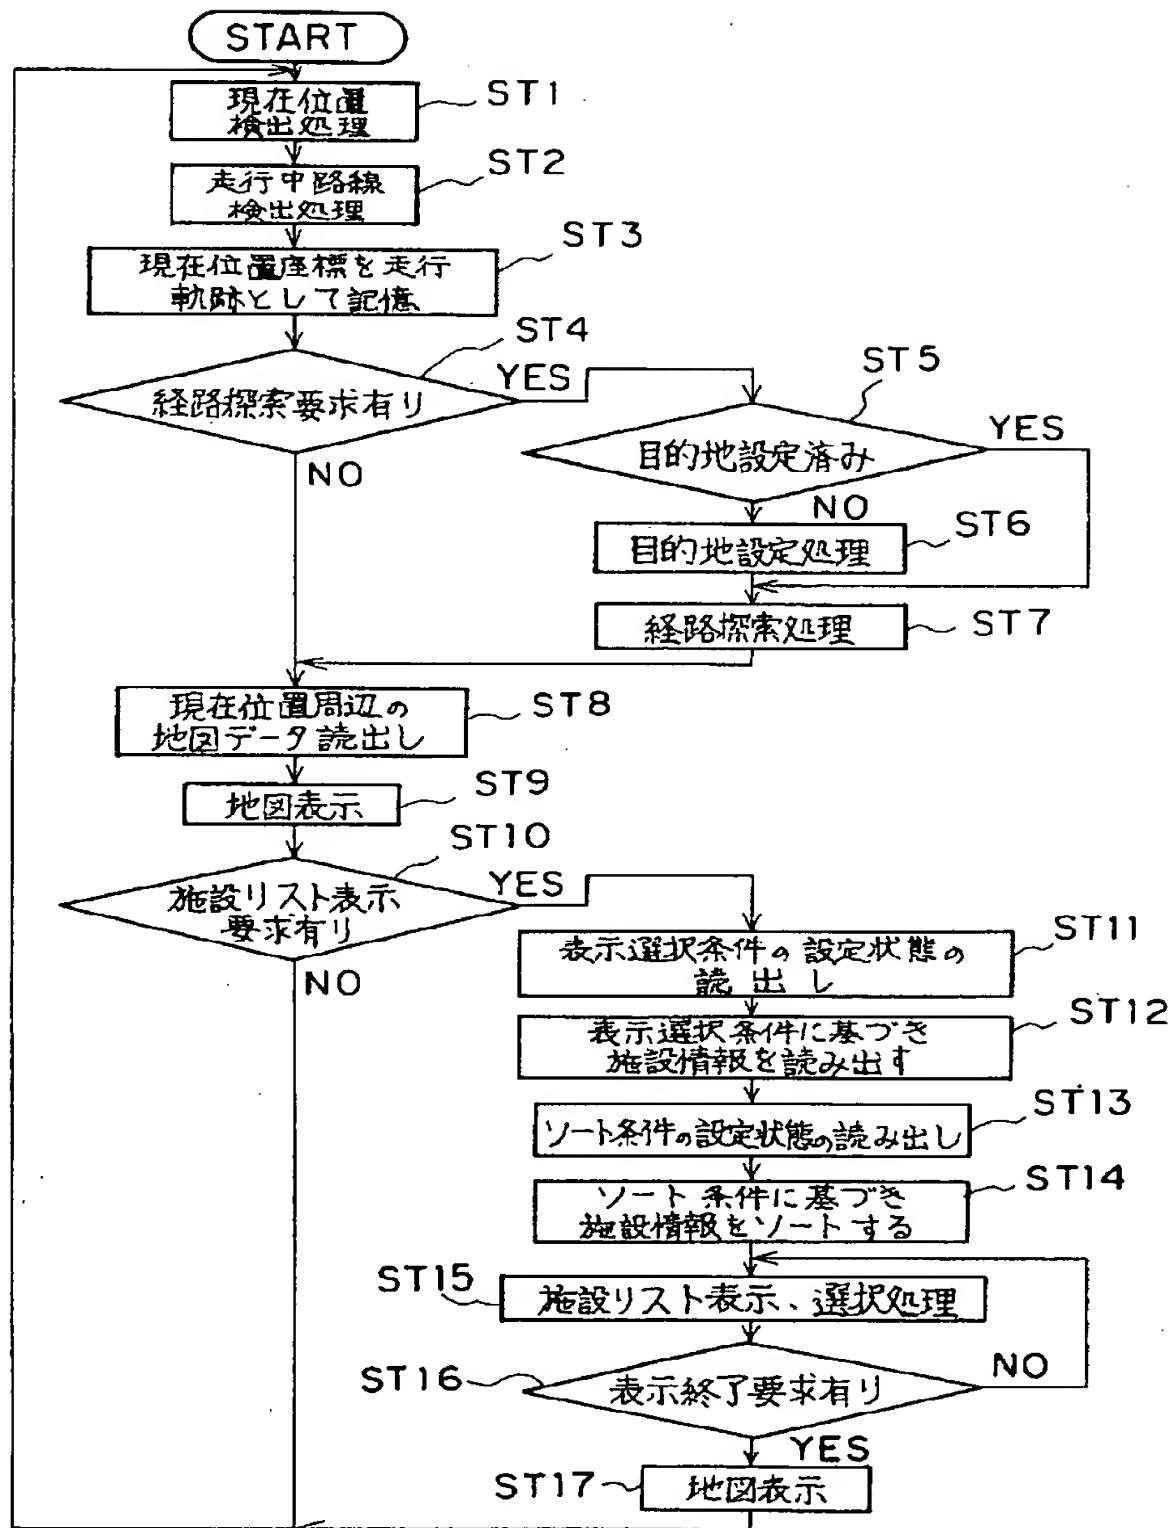 START
現在位置
検出処理
ST1
走行中路線
検出処理
ST2
現在位置座標を走行
軌跡として記憶
ST3
経路探索要求有り
ST4
YES
NO
目的地設定済み
ST5
YES
NO
目的地設定処理
ST6
経路探索処理
ST7
現在位置周辺の
地図データ読出し
ST8
地図表示
ST9
施設リスト表示
要求有り
ST10
YES
NO
表示選択条件の設定状態の
読出し
ST11
表示選択条件に基づき
施設情報を読み出す
ST12
ソート条件の設定状態の読み出し
ST13
ソート条件に基づき
施設情報をソートする
ST14
施設リスト表示、選択処理
ST15
表示終了要求有り
ST16
NO
YES
地図表示
ST17